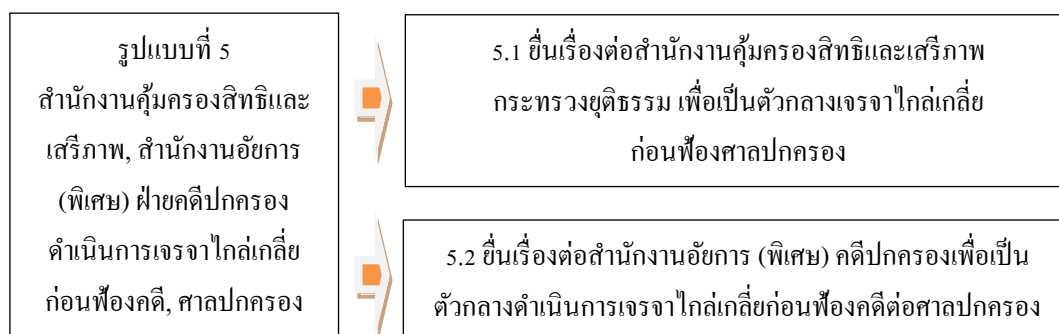 รูปแบบที่ 5
สำนักงานคุ้มครองสิทธิและ
เสรีภาพ, สำนักงานอัยการ
(พิเศษ) ฝ่ายคดีปกครอง
ดำเนินการเจรจาไกล่เกลี่ย
ก่อนฟ้องคดี, ศาลปกครอง
5.1 ยื่นเรื่องต่อสำนักงานคุ้มครองสิทธิและเสรีภาพ
กระทรวงยุติธรรม เพื่อเป็นตัวกลางเจรจาไกล่เกลี่ย
ก่อนฟ้องศาลปกครอง
5.2 ยื่นเรื่องต่อสำนักงานอัยการ (พิเศษ) คดีปกครองเพื่อเป็น
ตัวกลางดำเนินการเจรจาไกล่เกลี่ยก่อนฟ้องคดีต่อศาลปกครอง